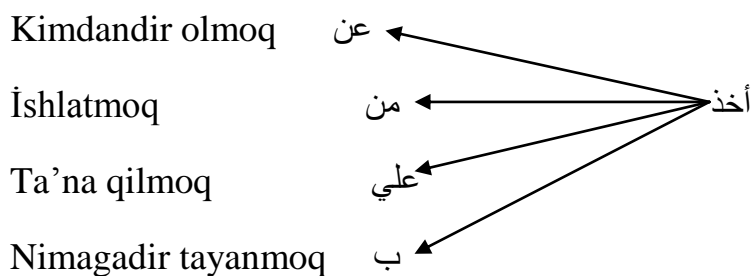 Kimdandir olmoq عن
İshlatmoq من أخذ
Ta’na qilmoq علي
Nimagadir tayanmoq ب